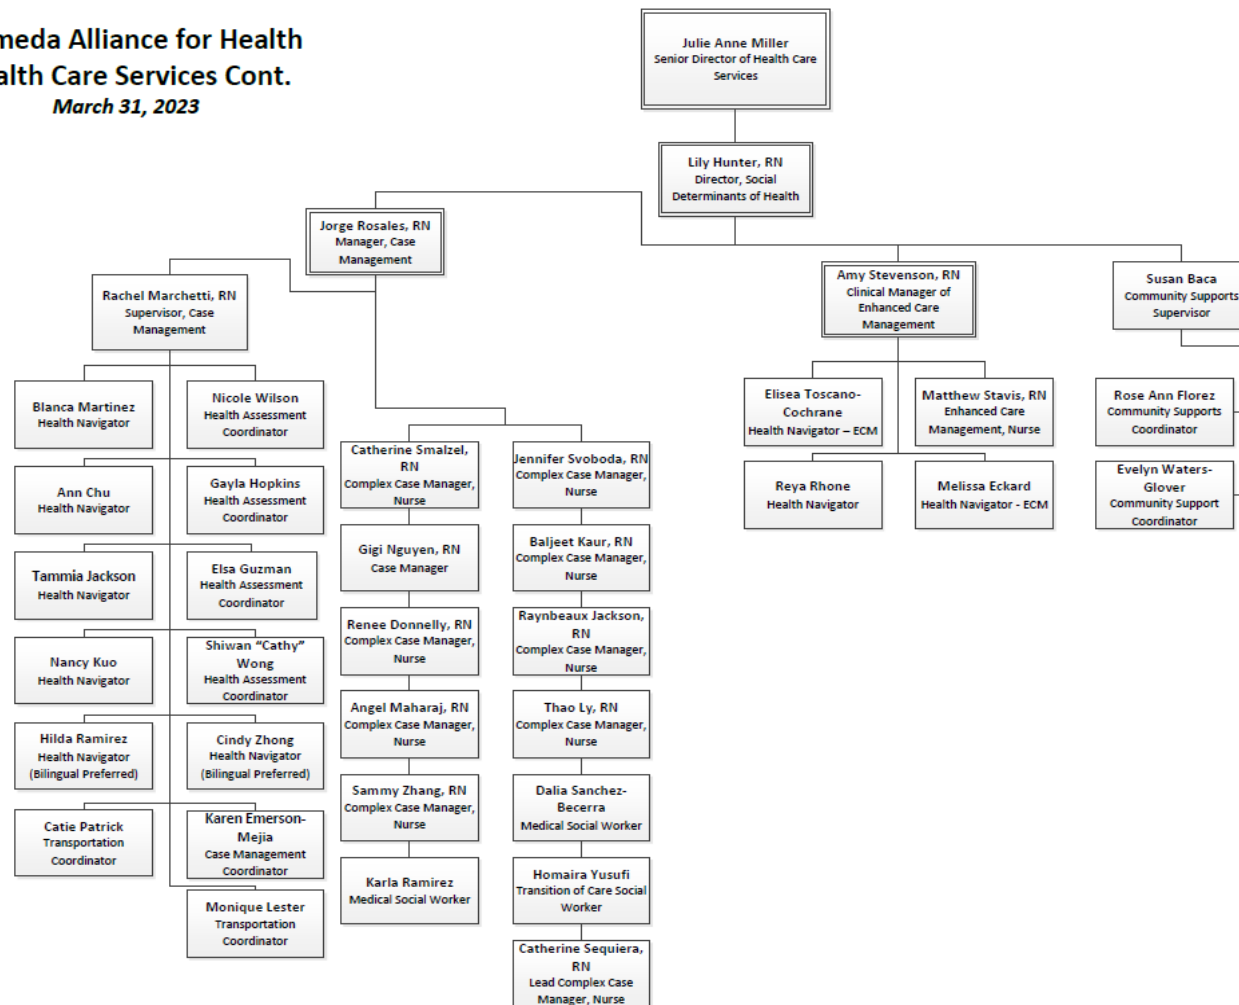 meda Alliance for Health
alth Care Services Cont.
March 31, 2023
Julie Anne Miller
Senior Director of Health Care
Services
Lily Hunter, RN
Director, Social
Determinants of Health
Jorge Rosales, RN
Manager, Case
Management
Rachel Marchetti, RN
Supervisor, Case
Management
Amy Stevenson, RN
Clinical Manager of
Enhanced Care
Management
Susan Baca
Community Supports
Supervisor
Blanca Martinez
Health Navigator
Nicole Wilson
Health Assessment
Coordinator
Ann Chu
Health Navigator
Gayla Hopkins
Health Assessment
Coordinator
Tammia Jackson
Health Navigator
Elsa Guzman
Health Assessment
Coordinator
Nancy Kuo
Health Navigator
Shiwan “Cathy”
Wong
Health Assessment
Coordinator
Hilda Ramirez
Health Navigator
(Bilingual Preferred)
Cindy Zhong
Health Navigator
(Bilingual Preferred)
Catie Patrick
Transportation
Coordinator
Karen Emerson-
Mejia
Case Management
Coordinator
Monique Lester
Transportation
Coordinator
Catherine Smalzel,
RN
Complex Case Manager,
Nurse
Gigi Nguyen, RN
Case Manager
Renee Donnelly, RN
Complex Case Manager,
Nurse
Angel Maharaj, RN
Complex Case Manager,
Nurse
Sammy Zhang, RN
Complex Case Manager,
Nurse
Karla Ramirez
Medical Social Worker
Jennifer Svoboda, RN
Complex Case Manager,
Nurse
Baljeet Kaur, RN
Complex Case Manager,
Nurse
Raynbeaux Jackson,
RN
Complex Case Manager,
Nurse
Thao Ly, RN
Complex Case Manager,
Nurse
Dalia Sanchez-
Becerra
Medical Social Worker
Homaira Yusufi
Transition of Care Social
Worker
Catherine Sequiera,
RN
Lead Complex Case
Manager, Nurse
Elisea Toscano-
Cochrane
Health Navigator – ECM
Matthew Stavis, RN
Enhanced Care
Management, Nurse
Reya Rhone
Health Navigator
Melissa Eckard
Health Navigator - ECM
Rose Ann Florez
Community Supports
Coordinator
Evelyn Waters-
Glover
Community Support
Coordinator